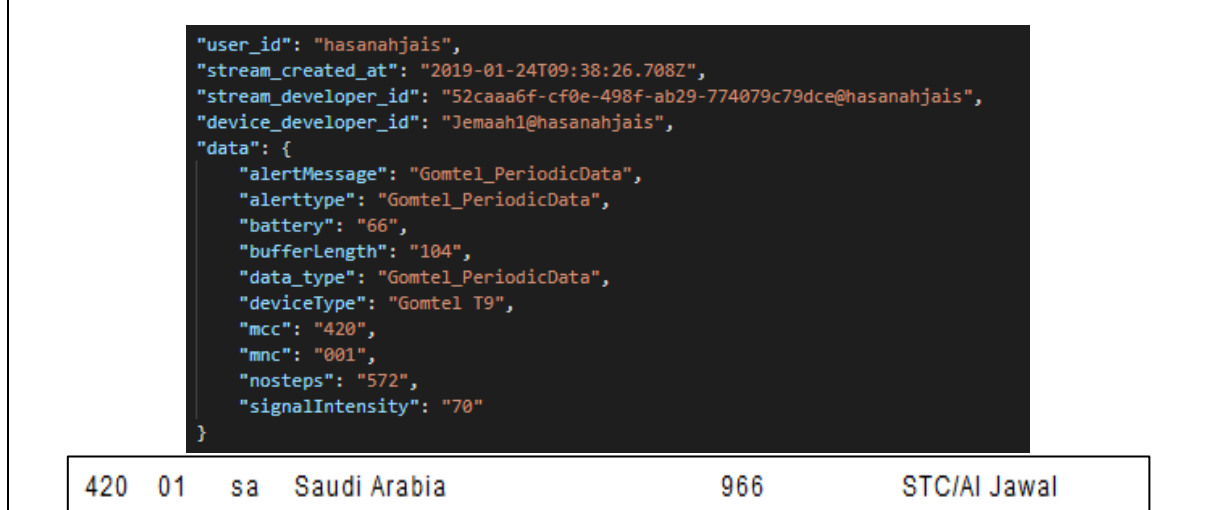 "user_id": "hasanahjais",
"stream_created_at": "2019-01-24T09:38:26.708Z",
"stream_developer_id": "52caaa6f-cf0e-498f-ab29-774079c79dce@hasanahjais",
"device_developer_id": "Jemaah1@hasanahjais",
"data": {
"alertMessage": "Gomtel_PeriodicData",
"alerttype": "Gomtel_PeriodicData",
"battery": "66",
"bufferLength": "104",
"data_type": "Gomtel_PeriodicData",
"deviceType": "Gomtel T9",
"mcc": "420",
"mnc": "001",
"nosteps": "572",
"signalIntensity": "70"
}
420 01 sa Saudi Arabia 966 STC/Al Jawal